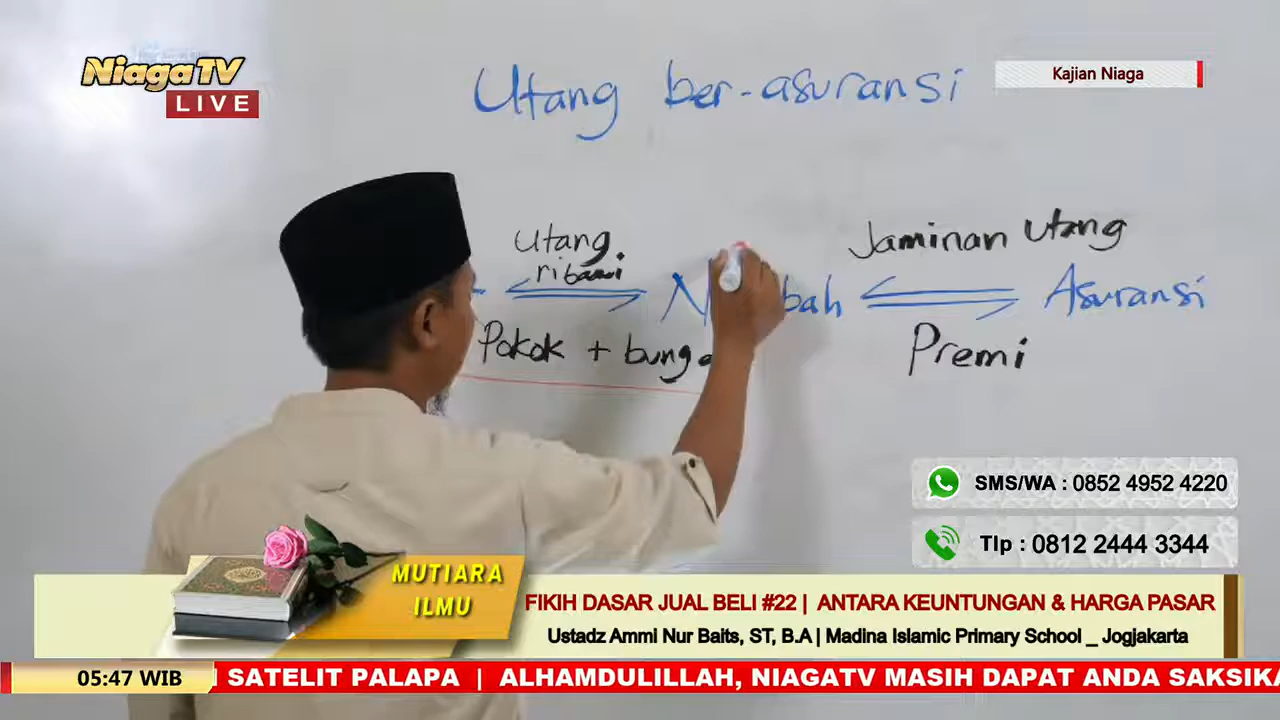 NiagaTV
LIVE
Kajian Niaga
Utang ber-asuransi
Utang
ribawi
Jaminan Utang
bah
Asuransi
Pokok + bunga
Premi
SMS/WA : 0852 4952 4220
Tlp : 0812 2444 3344
MUTIARA
ILMU
FIKIH DASAR JUAL BELI #22 | ANTARA KEUNTUNGAN & HARGA PASAR
Ustadz Ammi Nur Baits, ST, B.A | Madina Islamic Primary School _ Jogjakarta
05:47 WIB
SATELIT PALAPA | ALHAMDULILLAH, NIAGATV MASIH DAPAT ANDA SAKSIKA